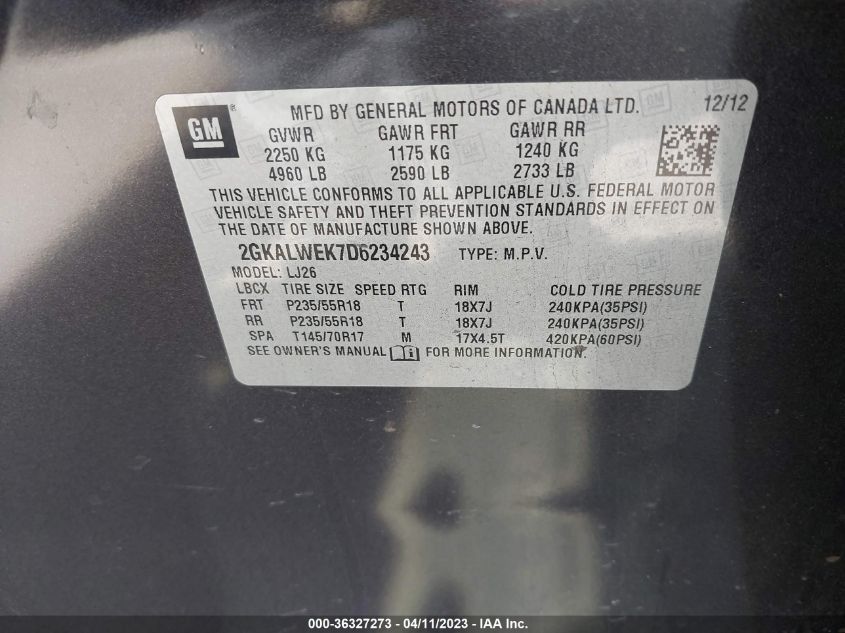 GM ® MFD BY GENERAL MOTORS OF CANADA LTD. 12/12
GVWR GAWR FRT GAWR RR
2250 KG 1175 KG 1240 KG
4960 LB 2590 LB 2733 LB
THIS VEHICLE CONFORMS TO ALL APPLICABLE U.S. FEDERAL MOTOR
VEHICLE SAFETY AND THEFT PREVENTION STANDARDS IN EFFECT ON
THE DATE OF MANUFACTURE SHOWN ABOVE.
2GKALWEK7D6234243 TYPE: M.P.V.
MODEL: LJ26
LBCX TIRE SIZE SPEED RTG RIM COLD TIRE PRESSURE
FRT P235/55R18 T 18X7J 240KPA(35PSI)
RR P235/55R18 T 18X7J 240KPA(35PSI)
SPA T145/70R17 M 17X4.5T 420KPA(60PSI)
SEE OWNER'S MANUAL FOR MORE INFORMATION.
000-36327273 - 04/11/2023 - IAA Inc.